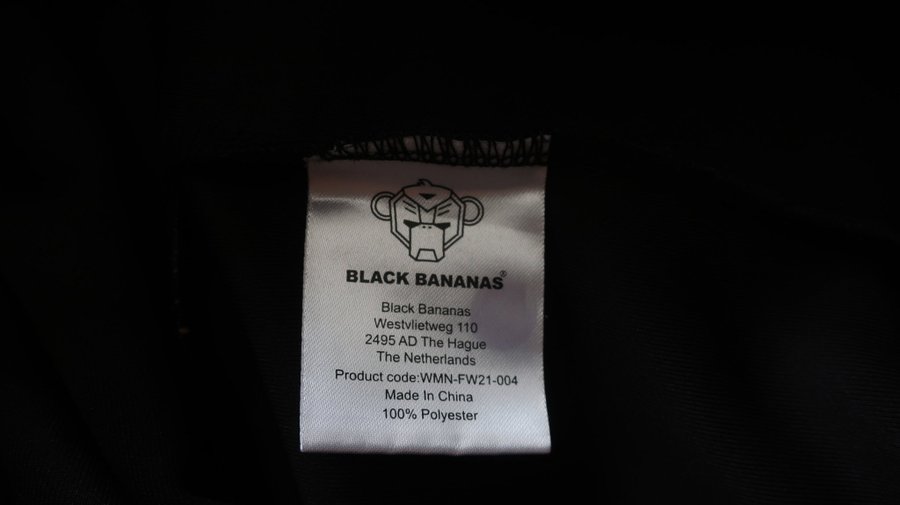 BLACK BANANAS®
Black Bananas
Westvlietweg 110
2495 AD The Hague
The Netherlands
Product code:WMN-FW21-004
Made In China
100% Polyester